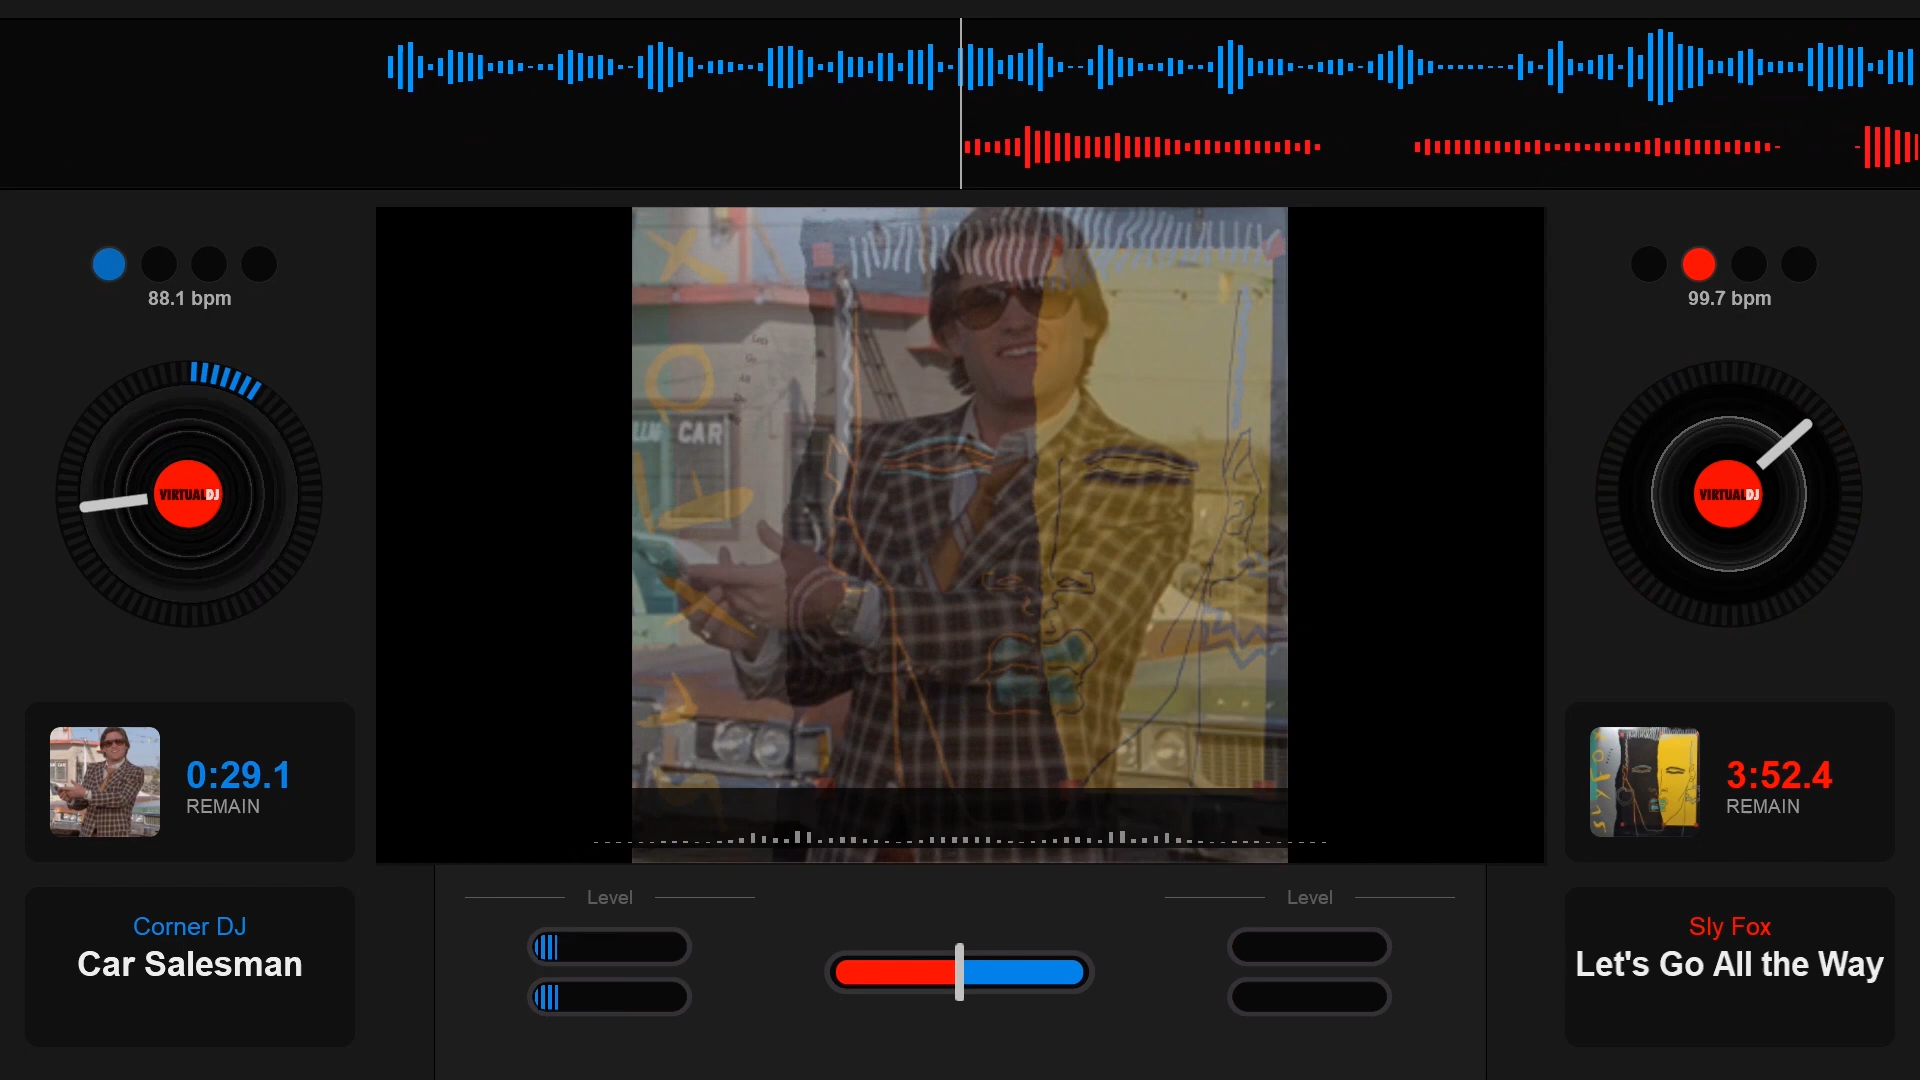 88.1 bpm
99.7 bpm
CAR
VIRTUALDJ
VIRTUALDJ
0:29.1
REMAIN
3:52.4
REMAIN
Level
Level
Corner DJ
Car Salesman
Sly Fox
Let's Go All the Way